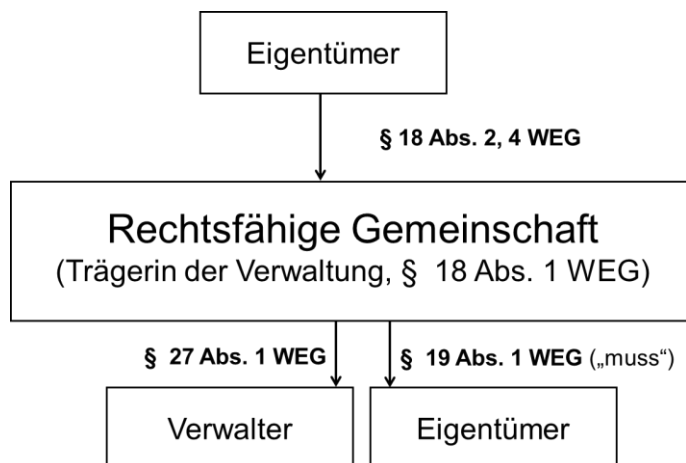 Eigentümer
§ 18 Abs. 2, 4 WEG
Rechtsfähige Gemeinschaft
(Trägerin der Verwaltung, § 18 Abs. 1 WEG)
§ 27 Abs. 1 WEG
§ 19 Abs. 1 WEG („muss“)
Verwalter
Eigentümer